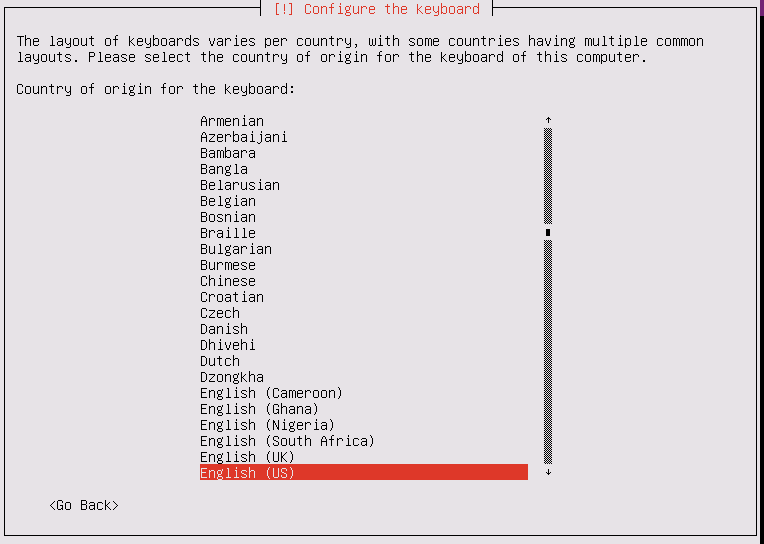 [!] Configure the keyboard
The layout of keyboards varies per country, with some countries having multiple common
layouts. Please select the country of origin for the keyboard of this computer.
Country of origin for the keyboard:
Armenian
Azerbaijani
Bambara
Bangla
Belarusian
Belgian
Bosnian
Braille
Bulgarian
Burmese
Chinese
Croatian
Czech
Danish
Dhivehi
Dutch
Dzongkha
English (Cameroon)
English (Ghana)
English (Nigeria)
English (South Africa)
English (UK)
English (US)
<Go Back>